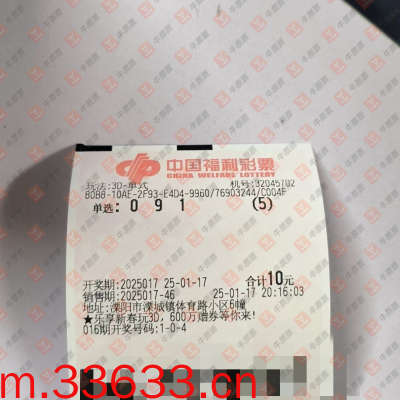 中国福利彩票
CHINA WELFARE LOTTERY
玩法:3D-单式 机号:32045702
80B8-10AE-2F93-E4D4-9960/76903244/C004F
单选: 0 9 1 (5)
开奖期:2025017 25-01-17 合计10元
销售期:2025017-46 25-01-17 20:16:03
地址:溧阳市溧城镇体育路小区6幢
★乐享新春玩3D，600万赠券等你来!
016期开奖号码:1-0-4
m.33633.cn